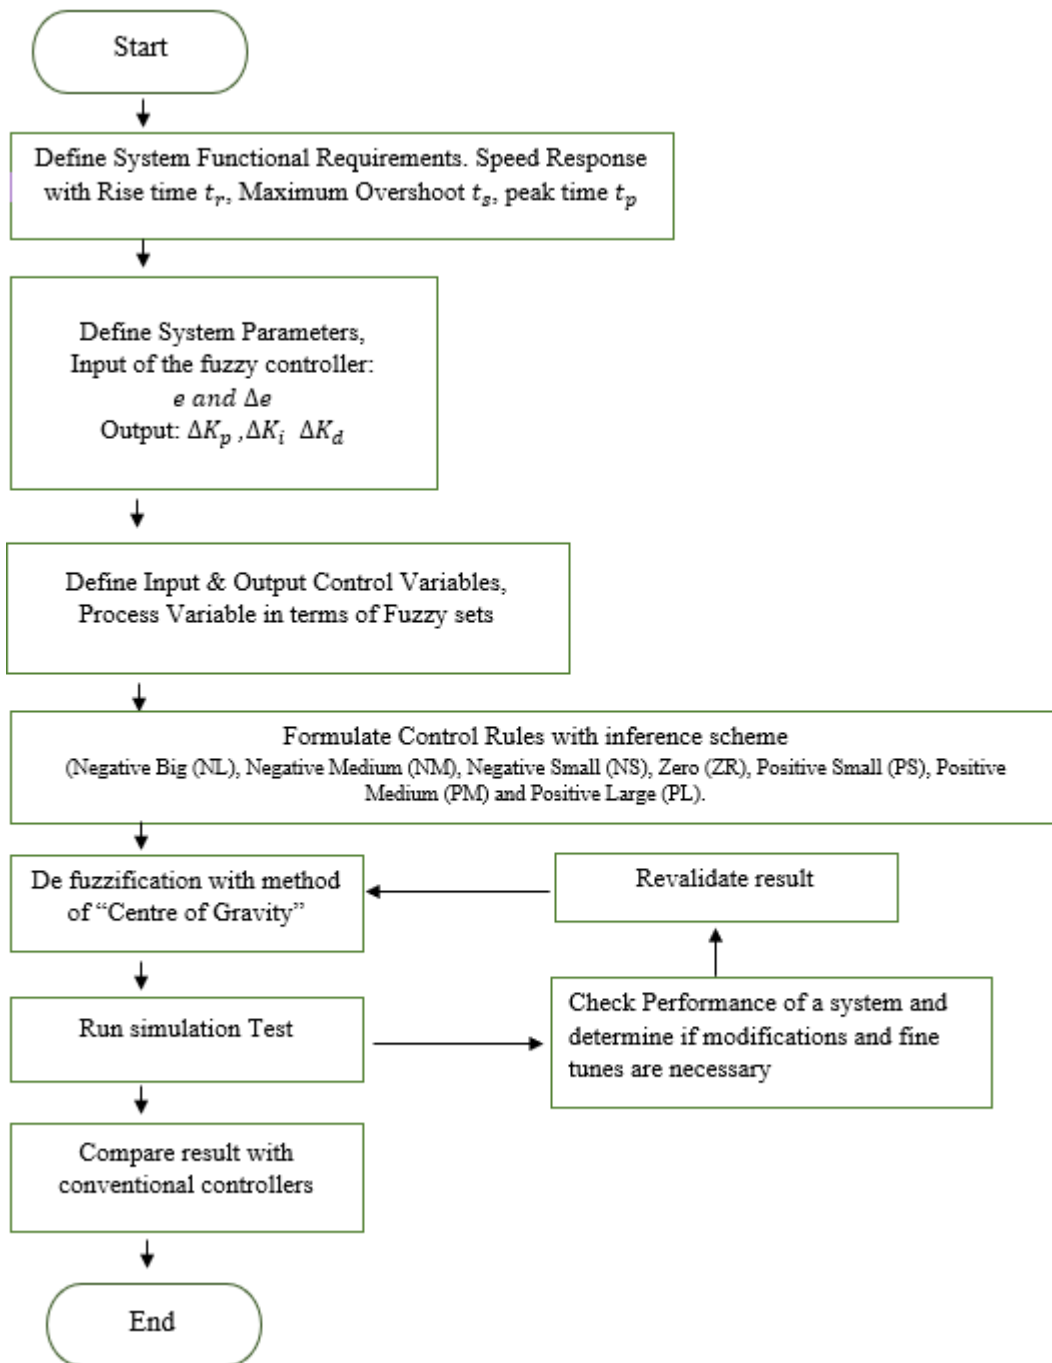 Start
Define System Functional Requirements. Speed Response
with Rise time tᵣ, Maximum Overshoot tₛ, peak time tₚ
Define System Parameters,
Input of the fuzzy controller:
e and Δe
Output: ΔKₚ ,ΔKᵢ ΔK_d
Define Input & Output Control Variables,
Process Variable in terms of Fuzzy sets
Formulate Control Rules with inference scheme
(Negative Big (NL), Negative Medium (NM), Negative Small (NS), Zero (ZR), Positive Small (PS), Positive
Medium (PM) and Positive Large (PL).
De fuzzification with method
of “Centre of Gravity”
Revalidate result
Run simulation Test
Check Performance of a system and
determine if modifications and fine
tunes are necessary
Compare result with
conventional controllers
End